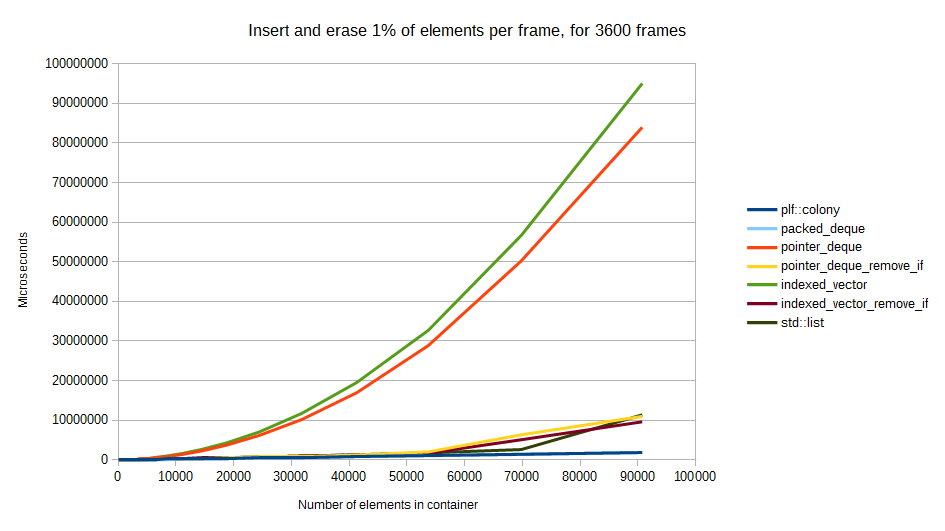 Insert and erase 1% of elements per frame, for 3600 frames
100000000
90000000
80000000
70000000
60000000
50000000
40000000
30000000
20000000
10000000
0
Microseconds
0 10000 20000 30000 40000 50000 60000 70000 80000 90000 100000
Number of elements in container
plf::colony
packed_deque
pointer_deque
pointer_deque_remove_if
indexed_vector
indexed_vector_remove_if
std::list